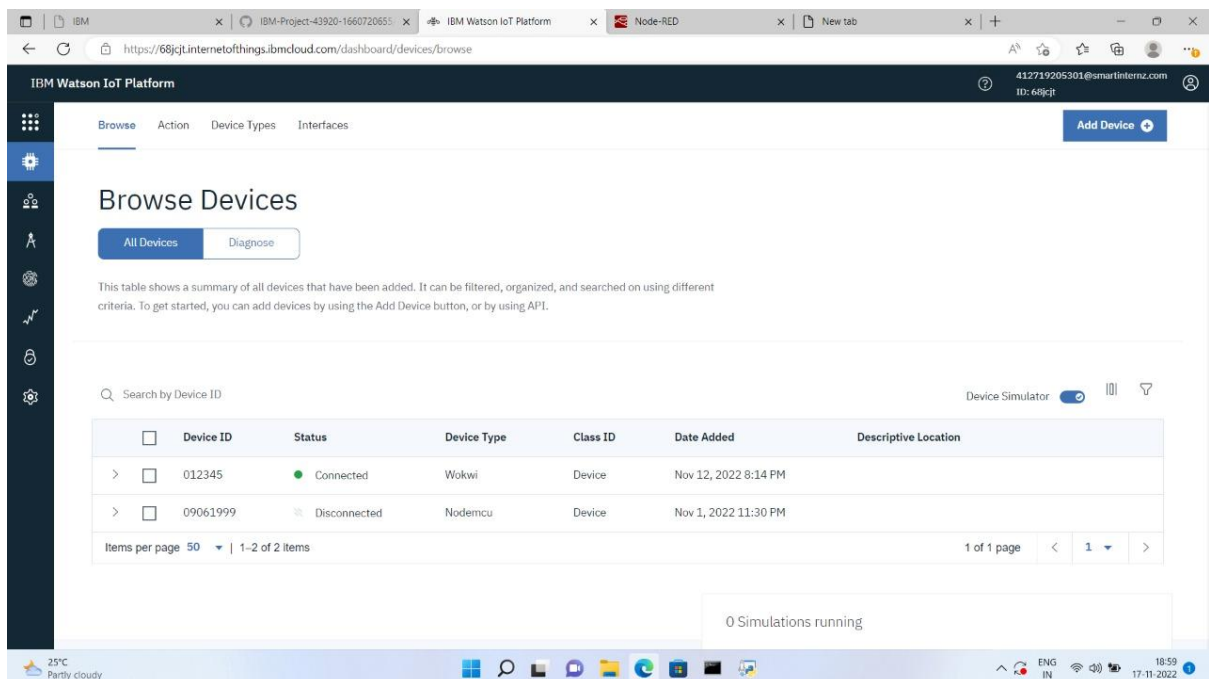 IBM
IBM-Project-43920-1660720655
IBM Watson IoT Platform
Node-RED
New tab
https://68jcjt.internetofthings.ibmcloud.com/dashboard/devices/browse
IBM Watson IoT Platform
412719205301@smartinternz.com
ID: 68jcjt
Browse Action Device Types Interfaces
Add Device
Browse Devices
All Devices Diagnose
This table shows a summary of all devices that have been added. It can be filtered, organized, and searched on using different
criteria. To get started, you can add devices by using the Add Device button, or by using API.
Search by Device ID
Device Simulator
Device ID Status Device Type Class ID Date Added Descriptive Location
012345 Connected Wokwi Device Nov 12, 2022 8:14 PM
09061999 Disconnected Nodemcu Device Nov 1, 2022 11:30 PM
Items per page 50 | 1–2 of 2 items 1 of 1 page 1
0 Simulations running
25°C
Partly cloudy
ENG
IN
18:59
17-11-2022
1